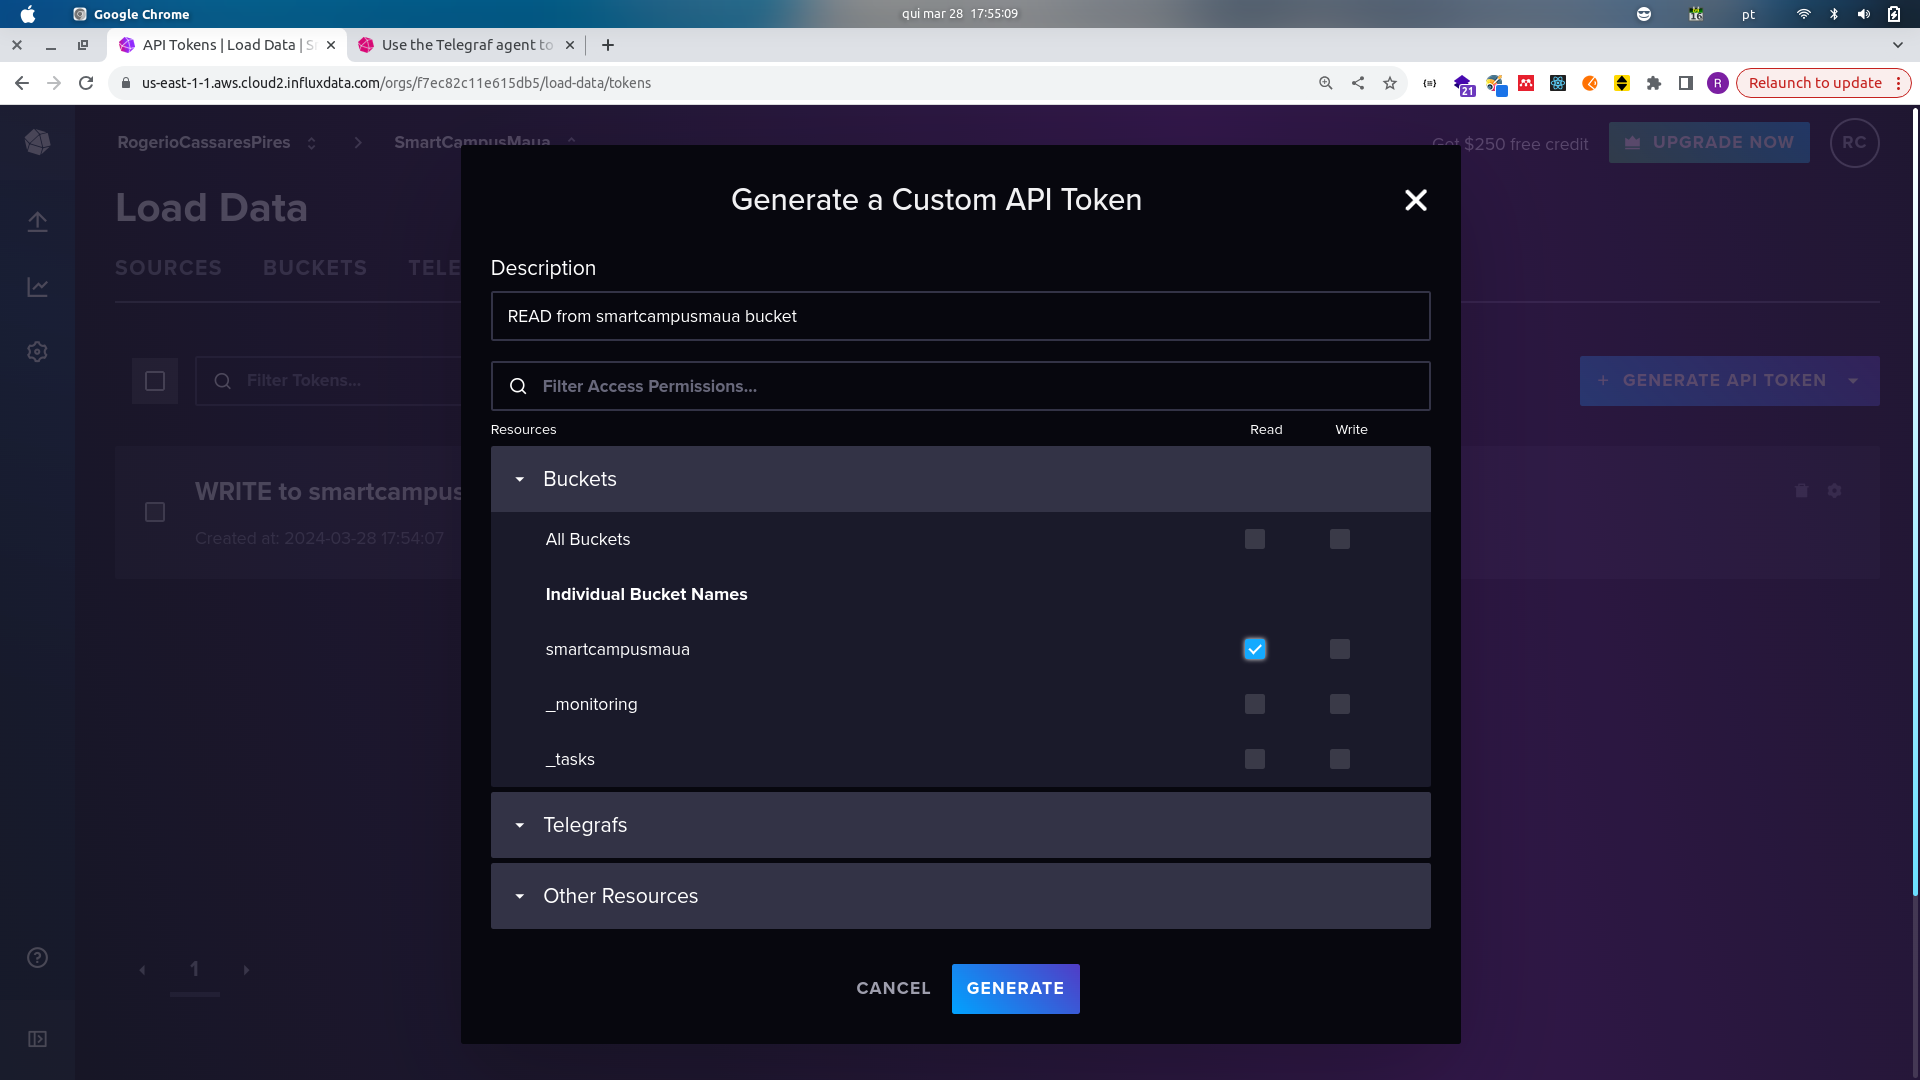 Google Chrome
qui mar 28 17:55:09
16
pt
API Tokens | Load Data | S
Use the Telegraf agent to
us-east-1-1.aws.cloud2.influxdata.com/orgs/f7ec82c11e615db5/load-data/tokens
21
R
Relaunch to update
RogerioCassaresPires
SmartCampusMaua
Get $250 free credit
UPGRADE NOW
RC
Load Data
SOURCES
BUCKETS
TELE
Filter Tokens...
+ GENERATE API TOKEN
WRITE to smartcampus
Created at: 2024-03-28 17:54:07
1
Generate a Custom API Token
Description
READ from smartcampusmaua bucket
Filter Access Permissions...
Resources
Read
Write
Buckets
All Buckets
Individual Bucket Names
smartcampusmaua
_monitoring
_tasks
Telegrafs
Other Resources
CANCEL
GENERATE